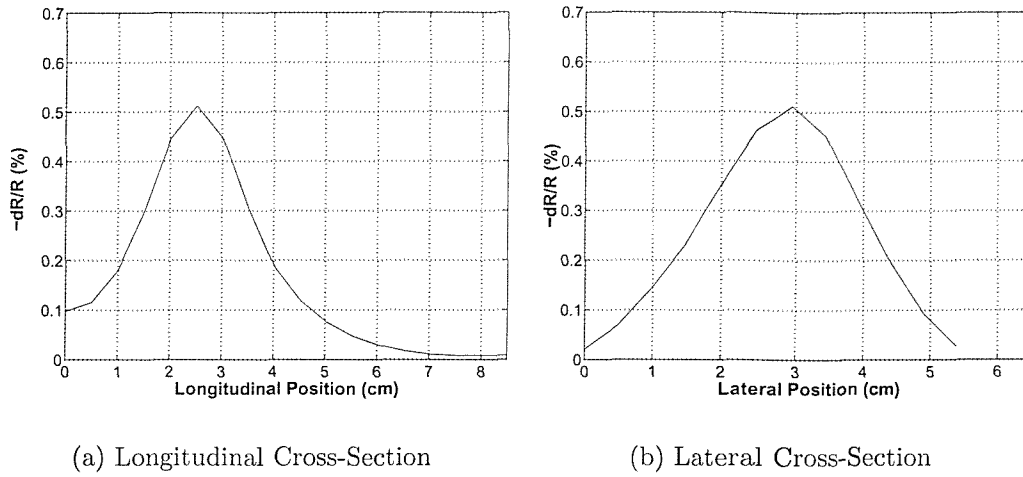 0.7
0.6
0.5
0.4
0.3
0.2
0.1
0
−dR/R (%)
0 1 2 3 4 5 6 7 8
Longitudinal Position (cm)
(a) Longitudinal Cross-Section
0.7
0.6
0.5
0.4
0.3
0.2
0.1
0
−dR/R (%)
0 1 2 3 4 5 6
Lateral Position (cm)
(b) Lateral Cross-Section